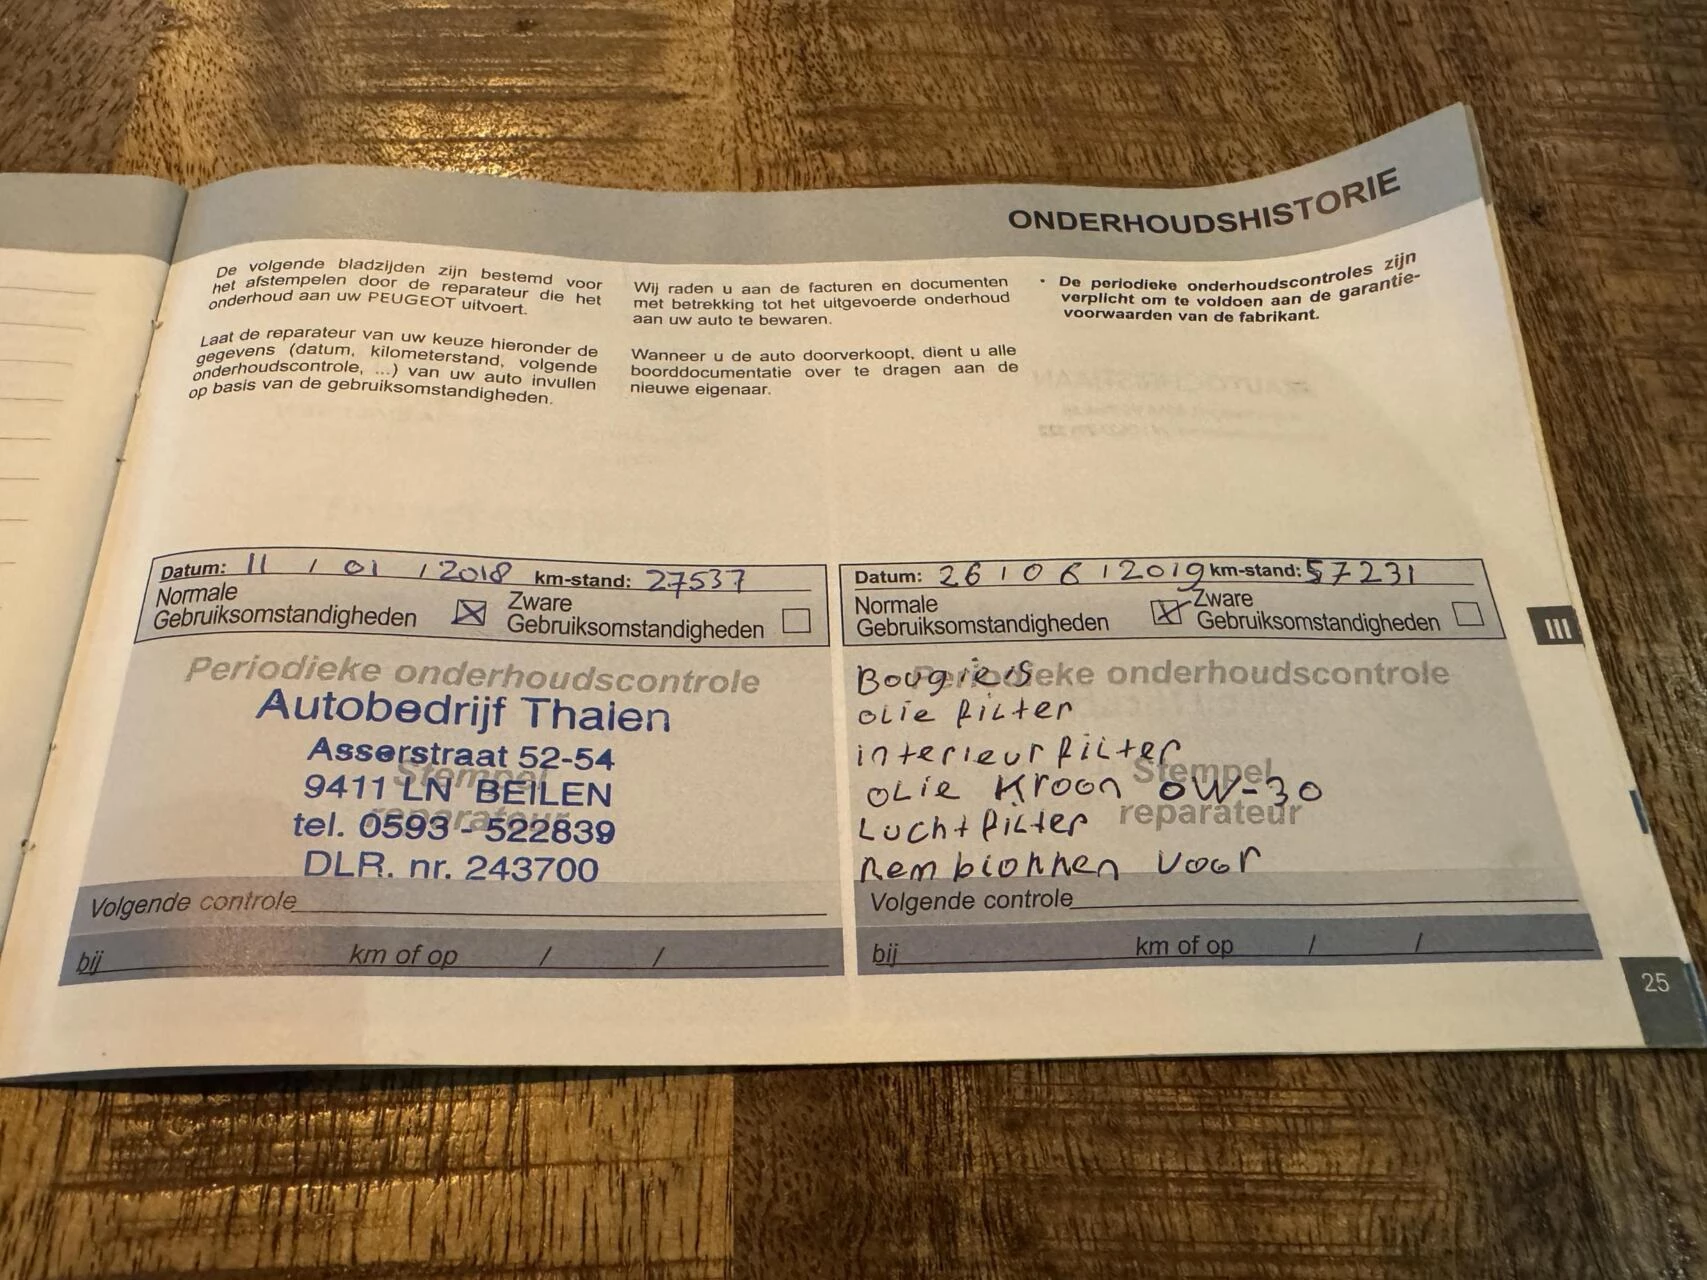 ONDERHOUDSHISTORIE
De volgende bladzijden zijn bestemd voor
het afstempelen door de reparateur die het
onderhoud aan uw PEUGEOT uitvoert.
Laat de reparateur van uw keuze hieronder de
gegevens (datum, kilometerstand, volgende
onderhoudscontrole, ...) van uw auto invullen
op basis van de gebruiksomstandigheden.
Wij raden u aan de facturen en documenten
met betrekking tot het uitgevoerde onderhoud
aan uw auto te bewaren.
Wanneer u de auto doorverkoopt, dient u alle
boorddocumentatie over te dragen aan de
nieuwe eigenaar.
• De periodieke onderhoudscontroles zijn
verplicht om te voldoen aan de garantie-
voorwaarden van de fabrikant.
Datum: 11 / 01 / 2018 km-stand: 27537
Normale
Gebruiksomstandigheden
Zware
Gebruiksomstandigheden
Periodieke onderhoudscontrole
Autobedrijf Thalen
Asserstraat 52-54
Stempel
9411 LN BEILEN
reparateur
tel. 0593 - 522839
DLR. nr. 243700
Volgende controle
bij km of op / /
Datum: 26 / 06 / 2019 km-stand: 57231
Normale
Gebruiksomstandigheden
Zware
Gebruiksomstandigheden
Periodieke onderhoudscontrole
Bougies
olie filter
interieur filter
Stempel
olie Kroon 0W-30
reparateur
Lucht filter
Remblokken voor
Volgende controle
bij km of op / /
III
25